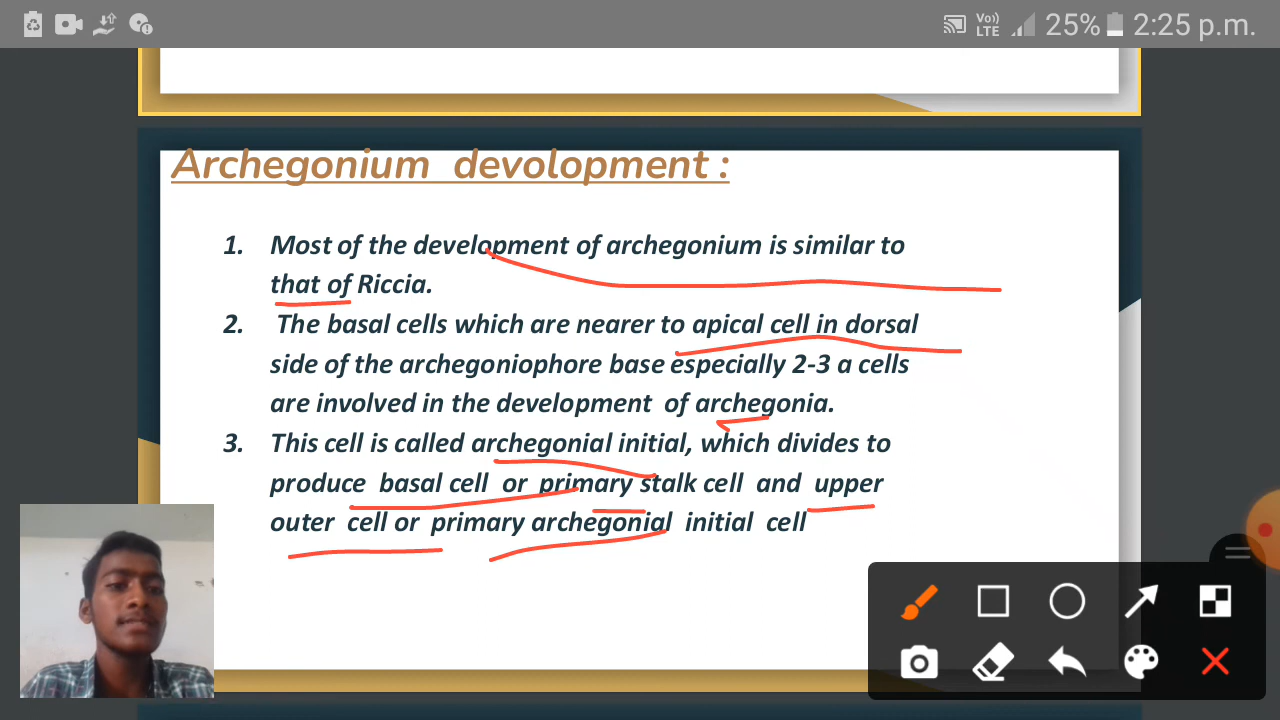 Vo))
LTE
25%
2:25 p.m.
Archegonium devolopment :
1. Most of the development of archegonium is similar to
that of Riccia.
2. The basal cells which are nearer to apical cell in dorsal
side of the archegoniophore base especially 2-3 a cells
are involved in the development of archegonia.
3. This cell is called archegonial initial, which divides to
produce basal cell or primary stalk cell and upper
outer cell or primary archegonial initial cell